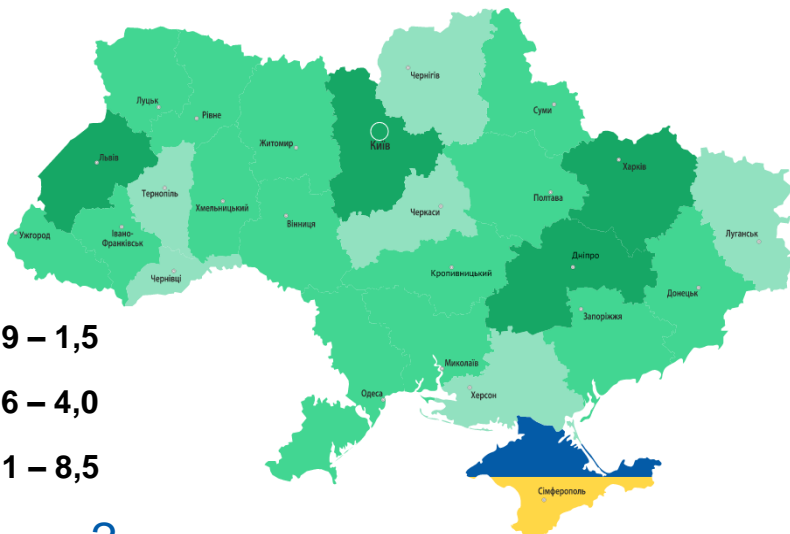 Чернігів
Луцьк
Рівне
Суми
Житомир
Київ
Львів
Харків
Тернопіль
Хмельницький
Полтава
Черкаси
Вінниця
Ужгород
Івано-
Франківськ
Луганськ
Чернівці
Дніпро
Кропивницький
Донецьк
Запоріжжя
9 – 1,5
Миколаїв
Одеса
Херсон
6 – 4,0
1 – 8,5
Сімферополь